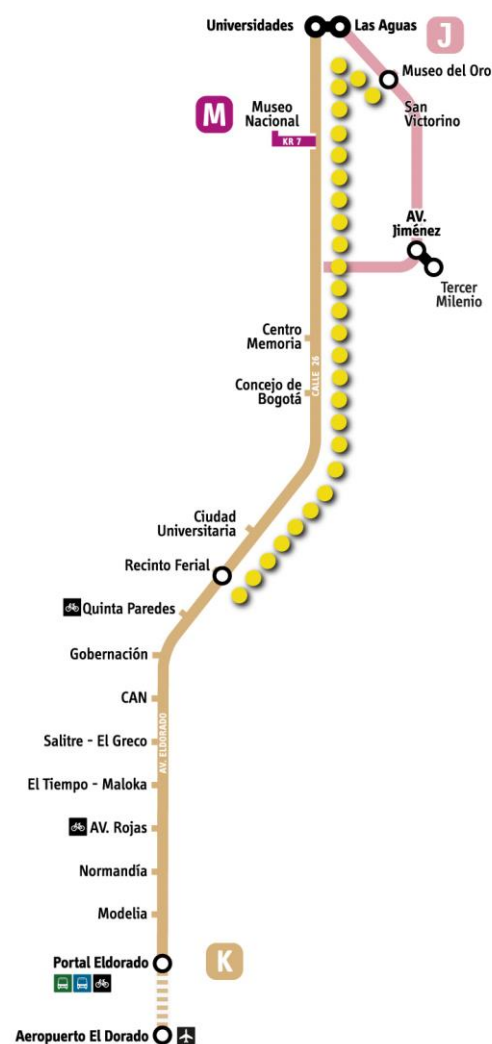 Universidades
Las Aguas
J
Museo del Oro
M
Museo
Nacional
KR 7
San
Victorino
AV.
Jiménez
Tercer
Milenio
Centro
Memoria
CALLE 26
Concejo de
Bogotá
Ciudad
Universitaria
Recinto Ferial
Quinta Paredes
Gobernación
CAN
AV. ELDORADO
Salitre - El Greco
El Tiempo - Maloka
AV. Rojas
Normandía
Modelia
Portal Eldorado
K
Aeropuerto El Dorado